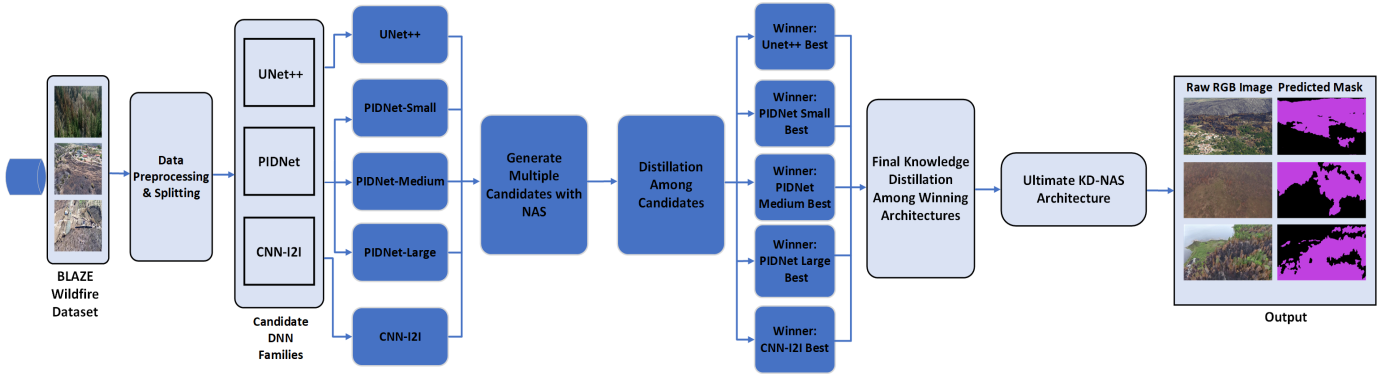 BLAZE
Wildfire
Dataset
Data
Preprocessing
& Splitting
UNet++
PIDNet
CNN-I2I
Candidate
DNN
Families
UNet++
PIDNet-Small
PIDNet-Medium
PIDNet-Large
CNN-I2I
Generate
Multiple
Candidates with
NAS
Distillation
Among
Candidates
Winner:
Unet++ Best
Winner:
PIDNet Small
Best
Winner:
PIDNet
Medium Best
Winner:
PIDNet Large
Best
Winner:
CNN-I2I Best
Final Knowledge
Distillation
Among Winning
Architectures
Ultimate KD-NAS
Architecture
Raw RGB Image Predicted Mask
Output